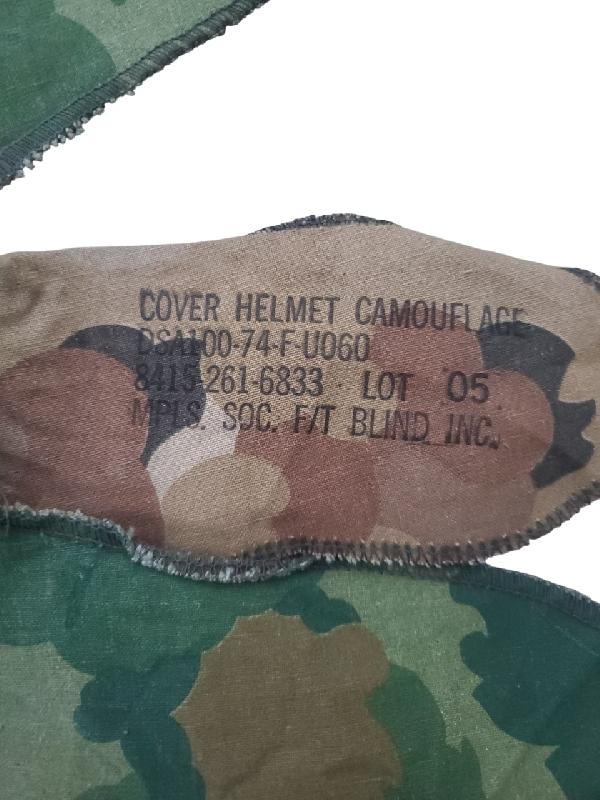 COVER HELMET CAMOUFLAGE
DSA100-74-F-U060
8415-261-6833 · LOT 05
MPLS. SOC. F/T BLIND INC.